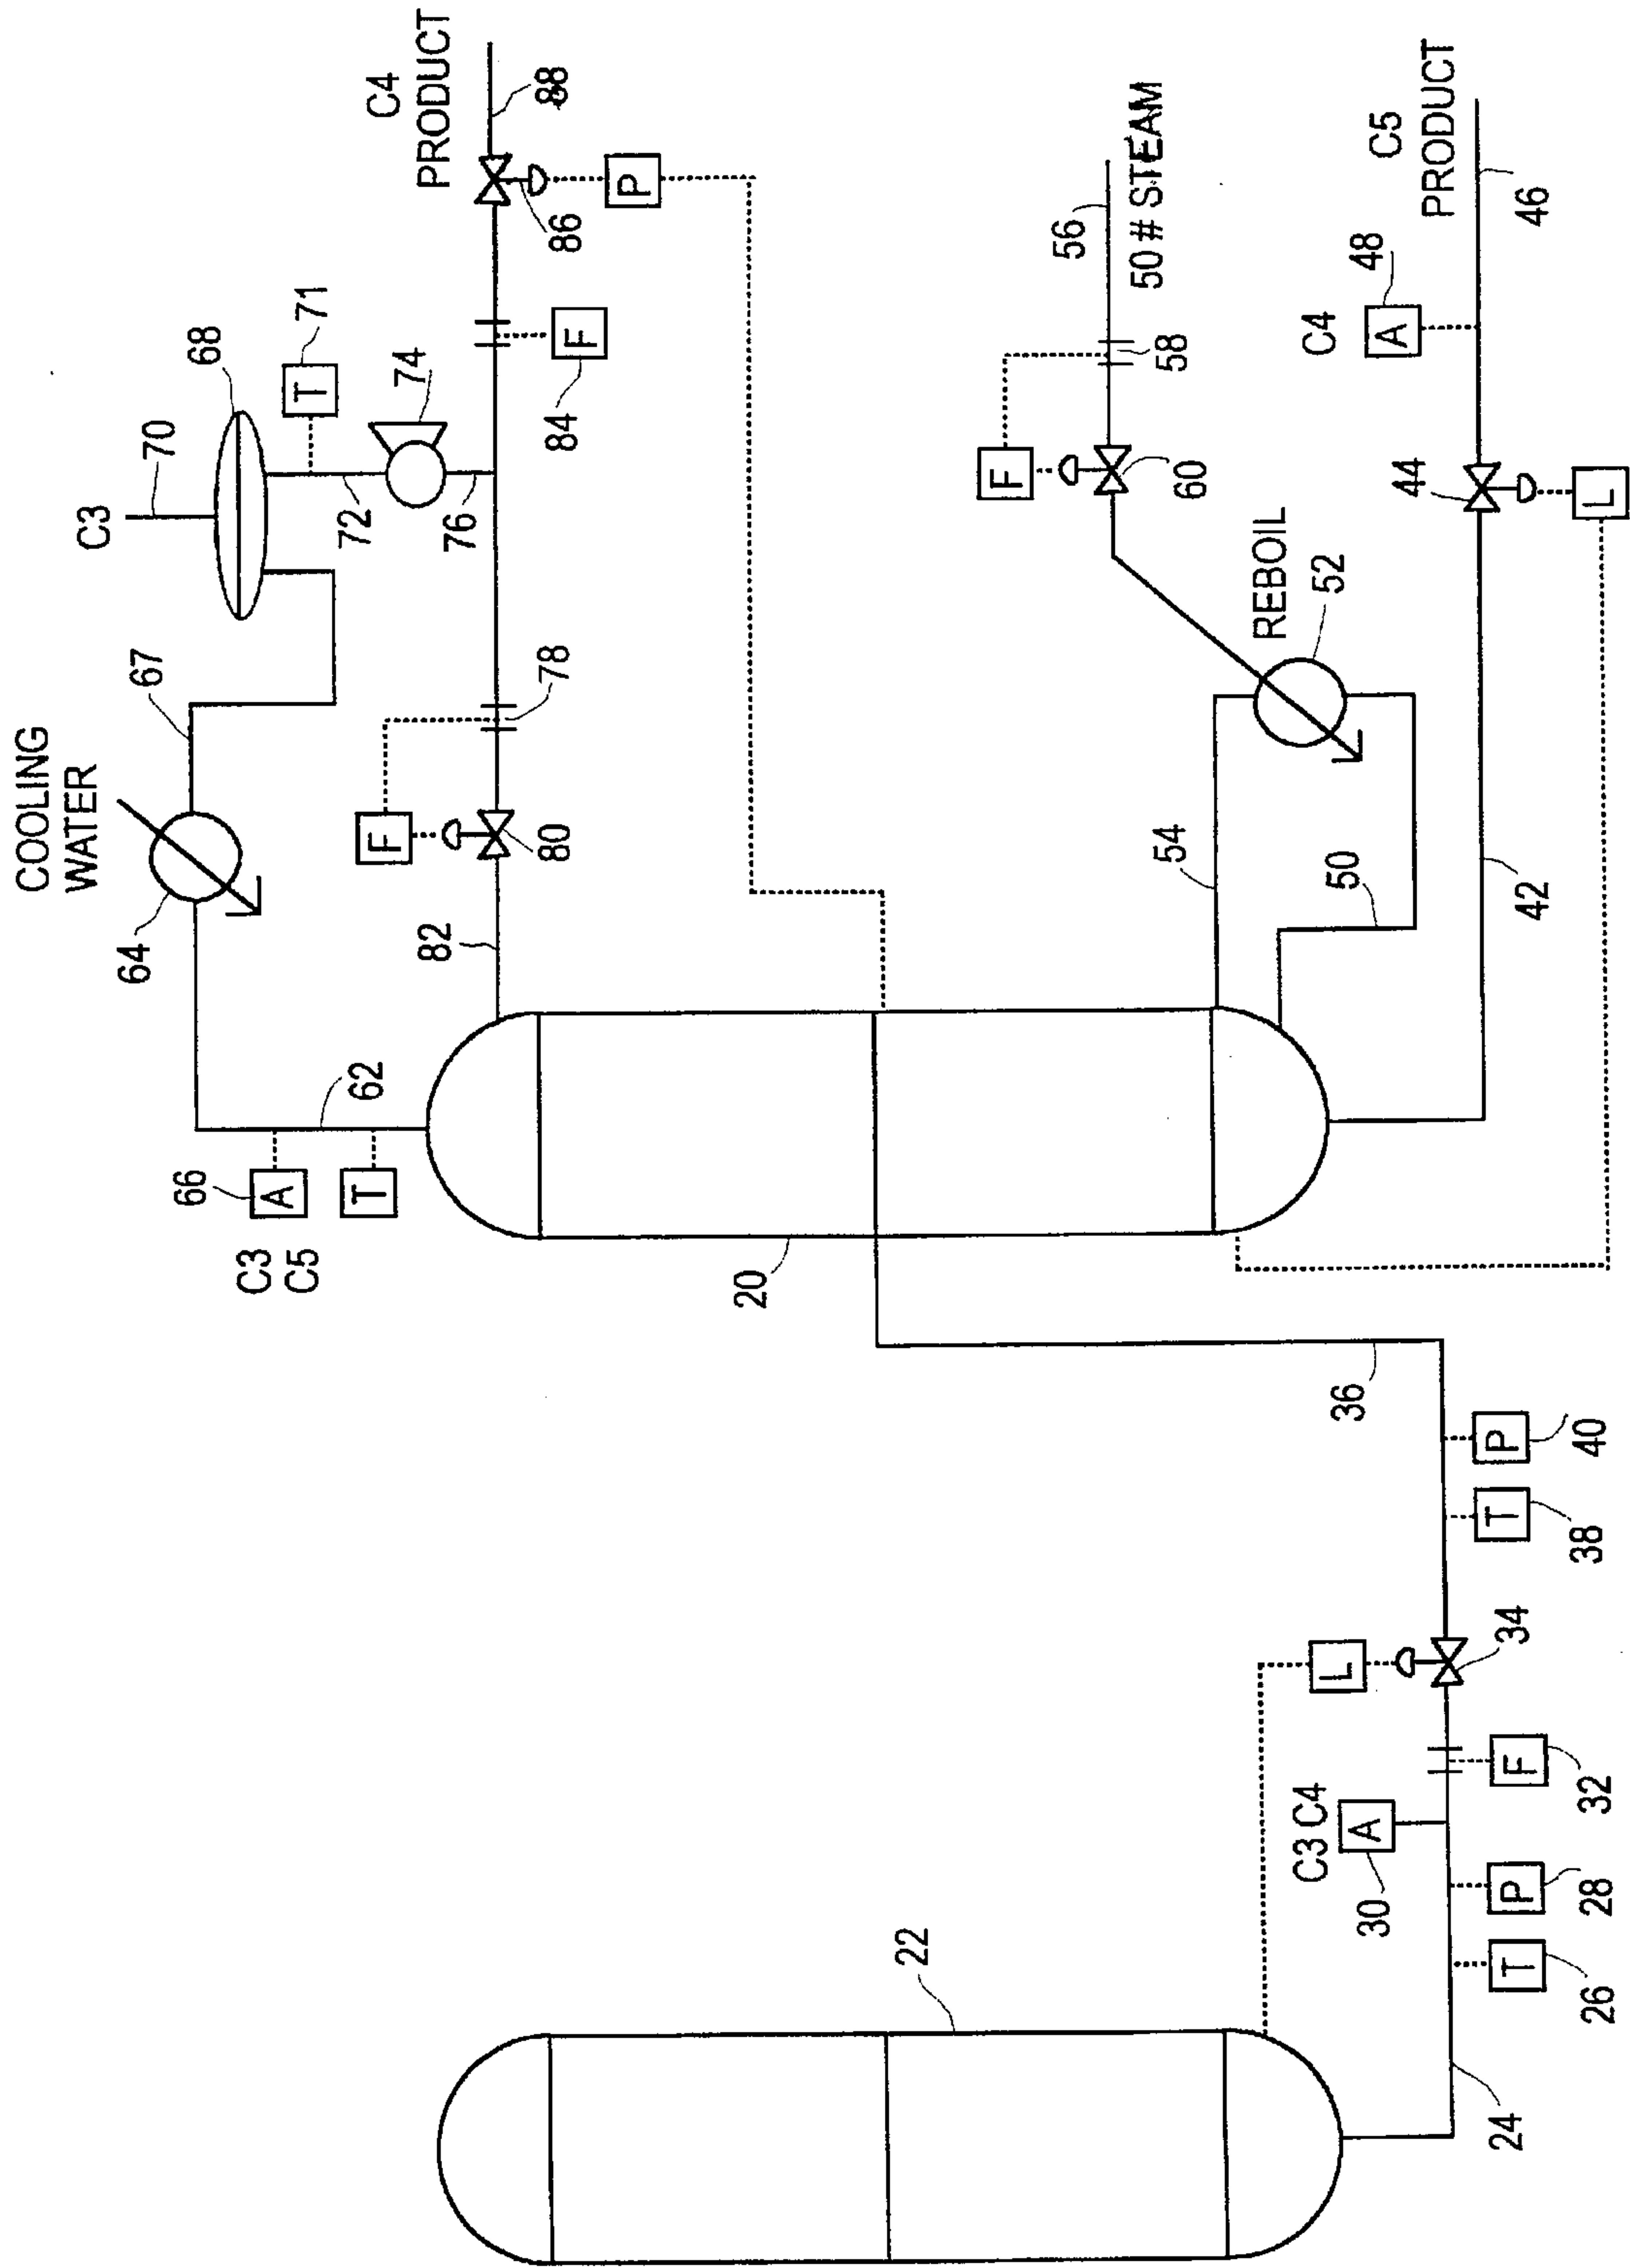 COOLING
WATER
64
67
C3
70
68
T
71
72
74
76
C4
PRODUCT
88
86
P
F
84
78
F
80
82
62
66
A
T
C3
C5
20
22
56
50 # STEAM
58
F
60
REBOIL
52
54
50
C4
A
48
C5
PRODUCT
46
44
L
42
36
40
P
38
T
34
L
32
F
C3 C4
A
30
28
P
26
T
24